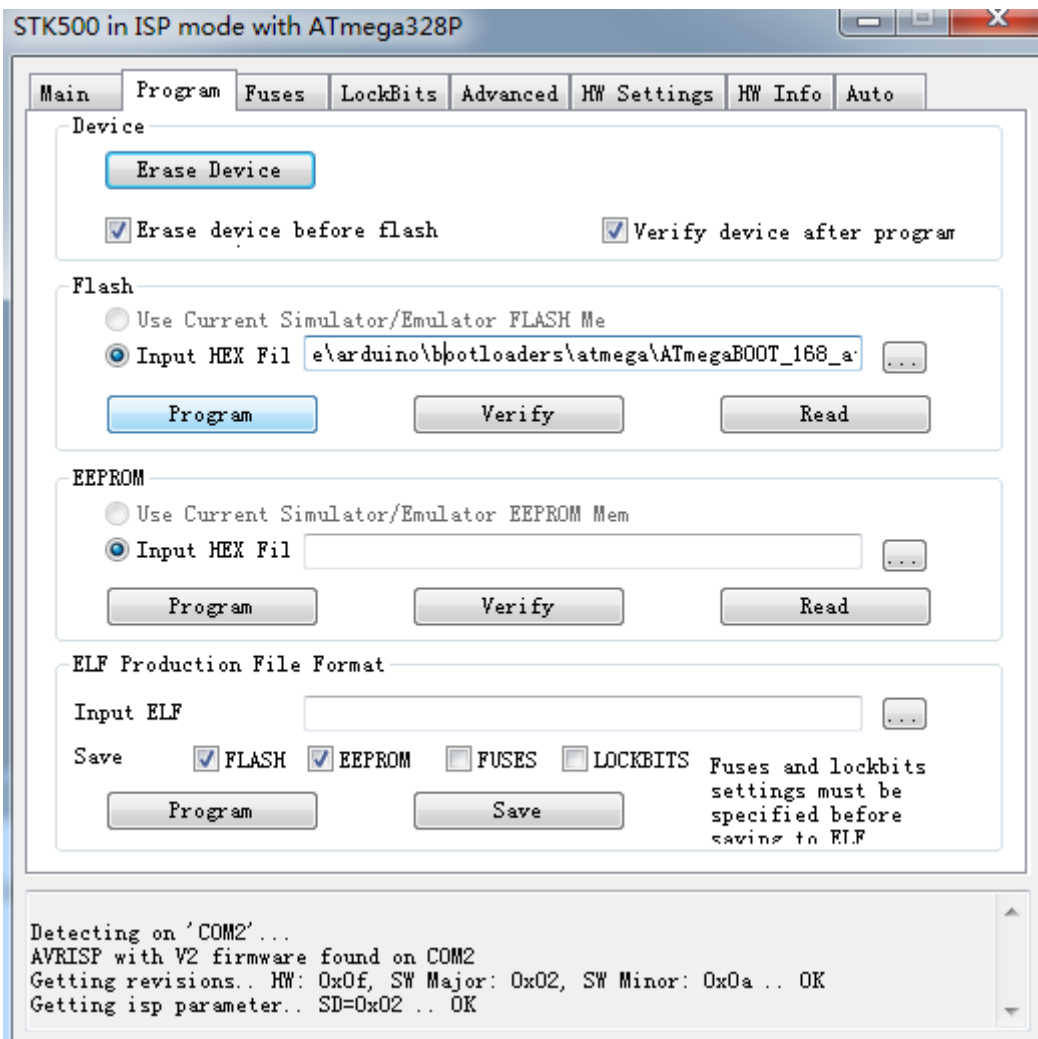 STK500 in ISP mode with ATmega328P
Main Program Fuses LockBits Advanced HW Settings HW Info Auto
Device
Erase Device
Erase device before flash Verify device after program
Flash
Use Current Simulator/Emulator FLASH Me
Input HEX Fil e\arduino\bootloaders\atmega\ATmegaBOOT_168_a ...
Program Verify Read
EEPROM
Use Current Simulator/Emulator EEPROM Mem
Input HEX Fil ...
Program Verify Read
ELF Production File Format
Input ELF ...
Save FLASH EEPROM FUSES LOCKBITS Fuses and lockbits
settings must be
Program Save specified before
saving to ELF
Detecting on 'COM2'...
AVRISP with V2 firmware found on COM2
Getting revisions.. HW: 0x0f, SW Major: 0x02, SW Minor: 0x0a .. OK
Getting isp parameter.. SD=0x02 .. OK